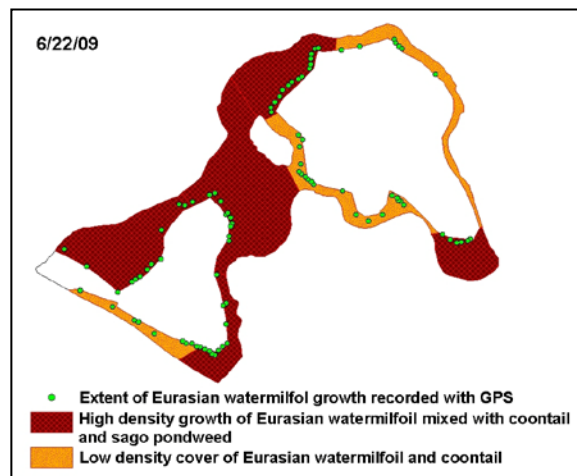 6/22/09
Extent of Eurasian watermilfol growth recorded with GPS
High density growth of Eurasian watermilfoil mixed with coontail
and sago pondweed
Low density cover of Eurasian watermilfoil and coontail